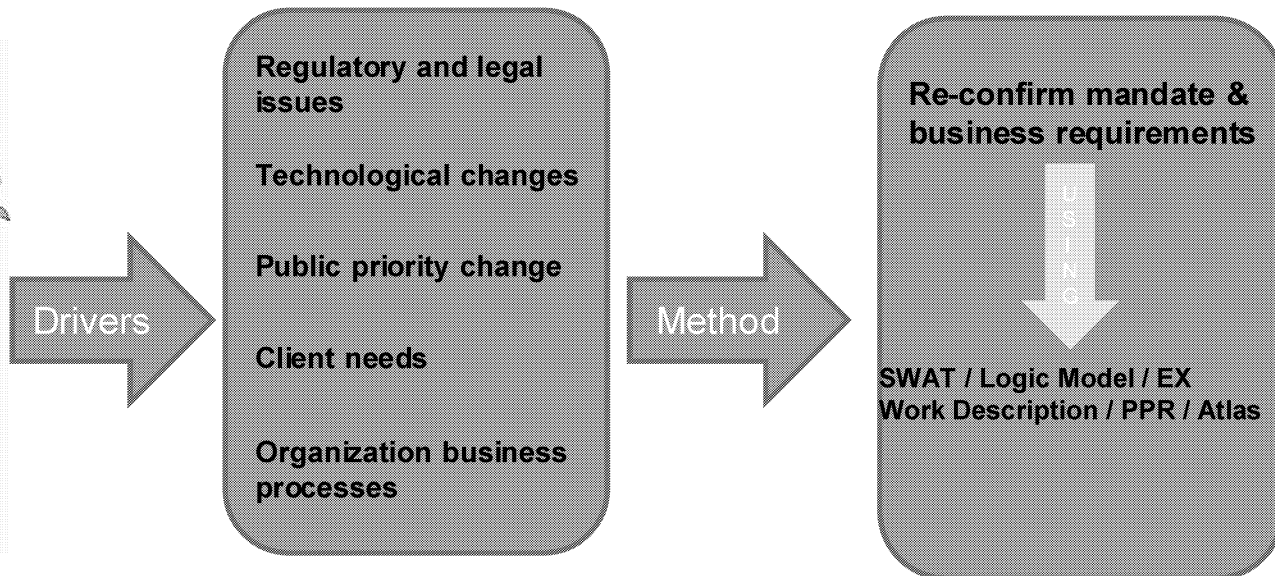 Drivers
Regulatory and legal
issues
Technological changes
Public priority change
Client needs
Organization business
processes
Method
Re-confirm mandate &
business requirements
USING
SWAT / Logic Model / EX
Work Description / PPR / Atlas